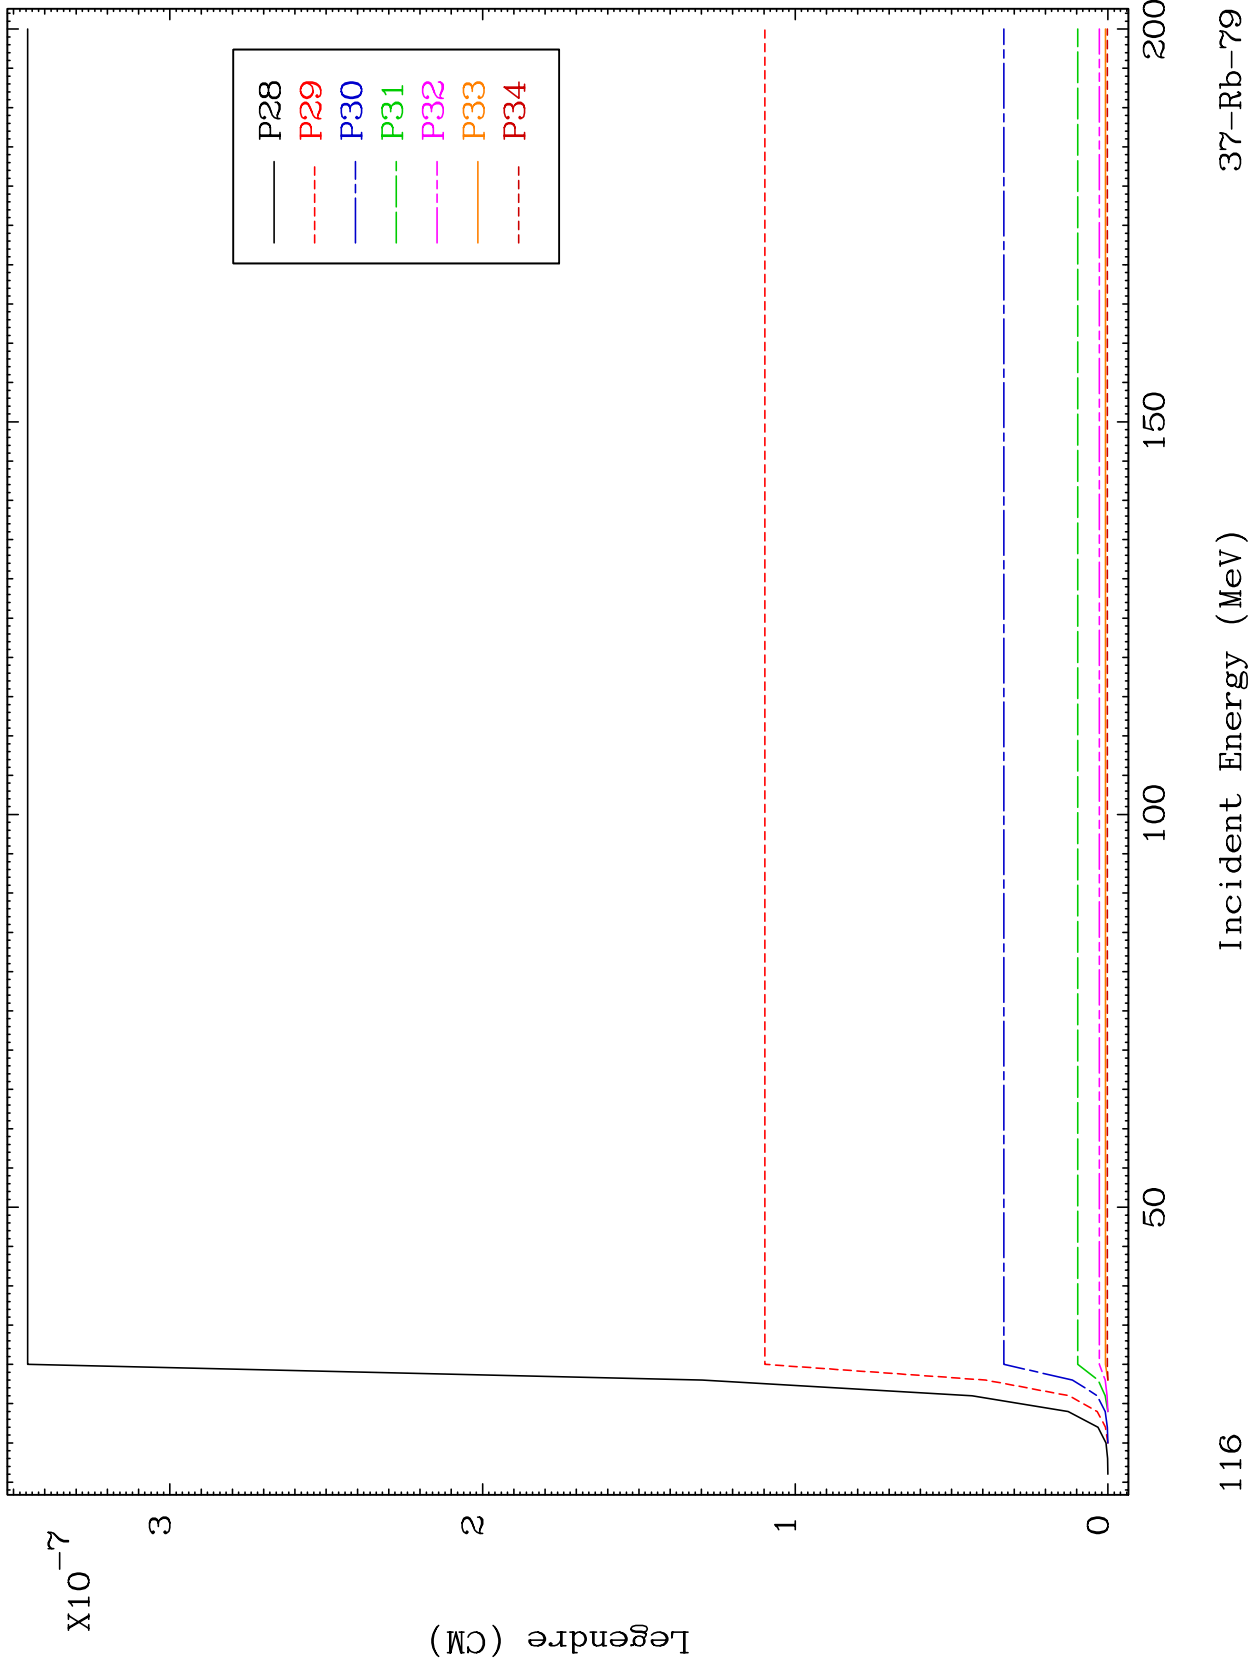 X10-7
Legendre (CM)
3
2
1
0
P28
P29
P30
P31
P32
P33
P34
50
100
150
200
Incident Energy (MeV)
116
37-Rb-79